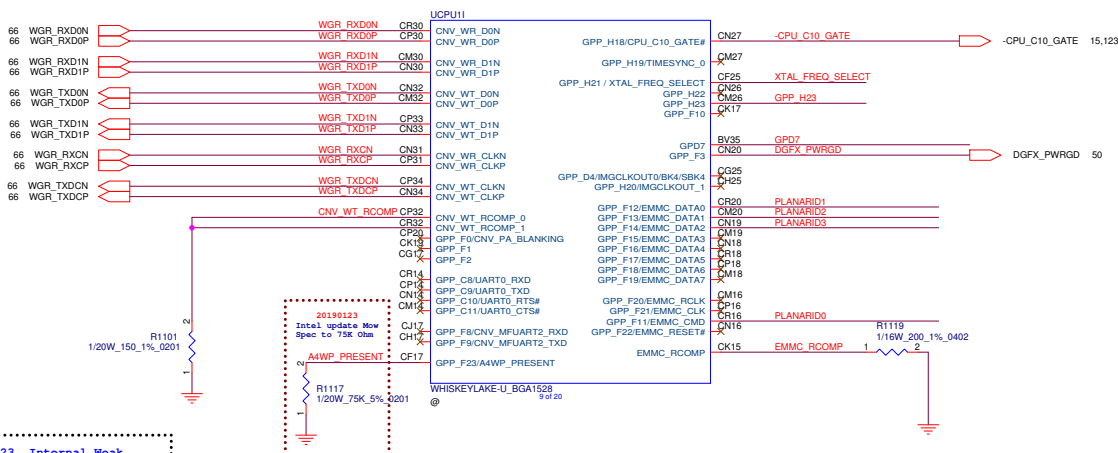 UCPU1I
66 WGR_RXD0N WGR_RXD0N CR30 CNV_WR_D0N
66 WGR_RXD0P WGR_RXD0P CP30 CNV_WR_D0P
66 WGR_RXD1N WGR_RXD1N CM30 CNV_WR_D1N
66 WGR_RXD1P WGR_RXD1P CN30 CNV_WR_D1P
66 WGR_TXD0N WGR_TXD0N CN32 CNV_WT_D0N
66 WGR_TXD0P WGR_TXD0P CM32 CNV_WT_D0P
66 WGR_TXD1N WGR_TXD1N CP33 CNV_WT_D1N
66 WGR_TXD1P WGR_TXD1P CN33 CNV_WT_D1P
66 WGR_RXCN WGR_RXCN CN31 CNV_WR_CLKN
66 WGR_RXCP WGR_RXCP CP31 CNV_WR_CLKP
66 WGR_TXDCN WGR_TXDCN CP34 CNV_WT_CLKN
66 WGR_TXDCP WGR_TXDCP CN34 CNV_WT_CLKP
CNV_WT_RCOMP CP32 CNV_WT_RCOMP_0
CR32 CNV_WT_RCOMP_1
CP20 GPP_F0/CNV_PA_BLANKING
CK19 GPP_F1
CG17 GPP_F2
CR14 GPP_C8/UART0_RXD
CP14 GPP_C9/UART0_TXD
CN14 GPP_C10/UART0_RTS#
CM14 GPP_C11/UART0_CTS#
CJ17 GPP_F8/CNV_MFUART2_RXD
CH17 GPP_F9/CNV_MFUART2_TXD
A4WP_PRESENT CF17 GPP_F23/A4WP_PRESENT
GPP_H18/CPU_C10_GATE# CN27 -CPU_C10_GATE -CPU_C10_GATE 15,123
GPP_H19/TIMESYNC_0 CM27
GPP_H21 / XTAL_FREQ_SELECT CF25 XTAL_FREQ_SELECT
GPP_H22 CN26
GPP_H23 CM26 GPP_H23
GPP_F10 CK17
GPD7 BV35 GPD7
GPP_F3 CN20 DGFX_PWRGD DGFX_PWRGD 50
GPP_D4/IMGCLKOUT0/BK4/SBK4 CG25
GPP_H20/IMGCLKOUT_1 CH25
GPP_F12/EMMC_DATA0 CR20 PLANARID1
GPP_F13/EMMC_DATA1 CM20 PLANARID2
GPP_F14/EMMC_DATA2 CN19 PLANARID3
GPP_F15/EMMC_DATA3 CM19
GPP_F16/EMMC_DATA4 CN18
GPP_F17/EMMC_DATA5 CR18
GPP_F18/EMMC_DATA6 CP18
GPP_F19/EMMC_DATA7 CM18
GPP_F20/EMMC_RCLK CM16
GPP_F21/EMMC_CLK CP16
GPP_F11/EMMC_CMD CR16 PLANARID0
GPP_F22/EMMC_RESET# CN16
EMMC_RCOMP CK15 EMMC_RCOMP 1 2
R1119
1/16W_200_1%_0402
2
R1101
1/20W_150_1%_0201
1
20190123
Intel update Mow
Spec to 75K Ohm
2
R1117
1/20W_75K_5%_0201
1
WHISKEYLAKE-U_BGA1528
@
9 of 20
23 Internal Weak